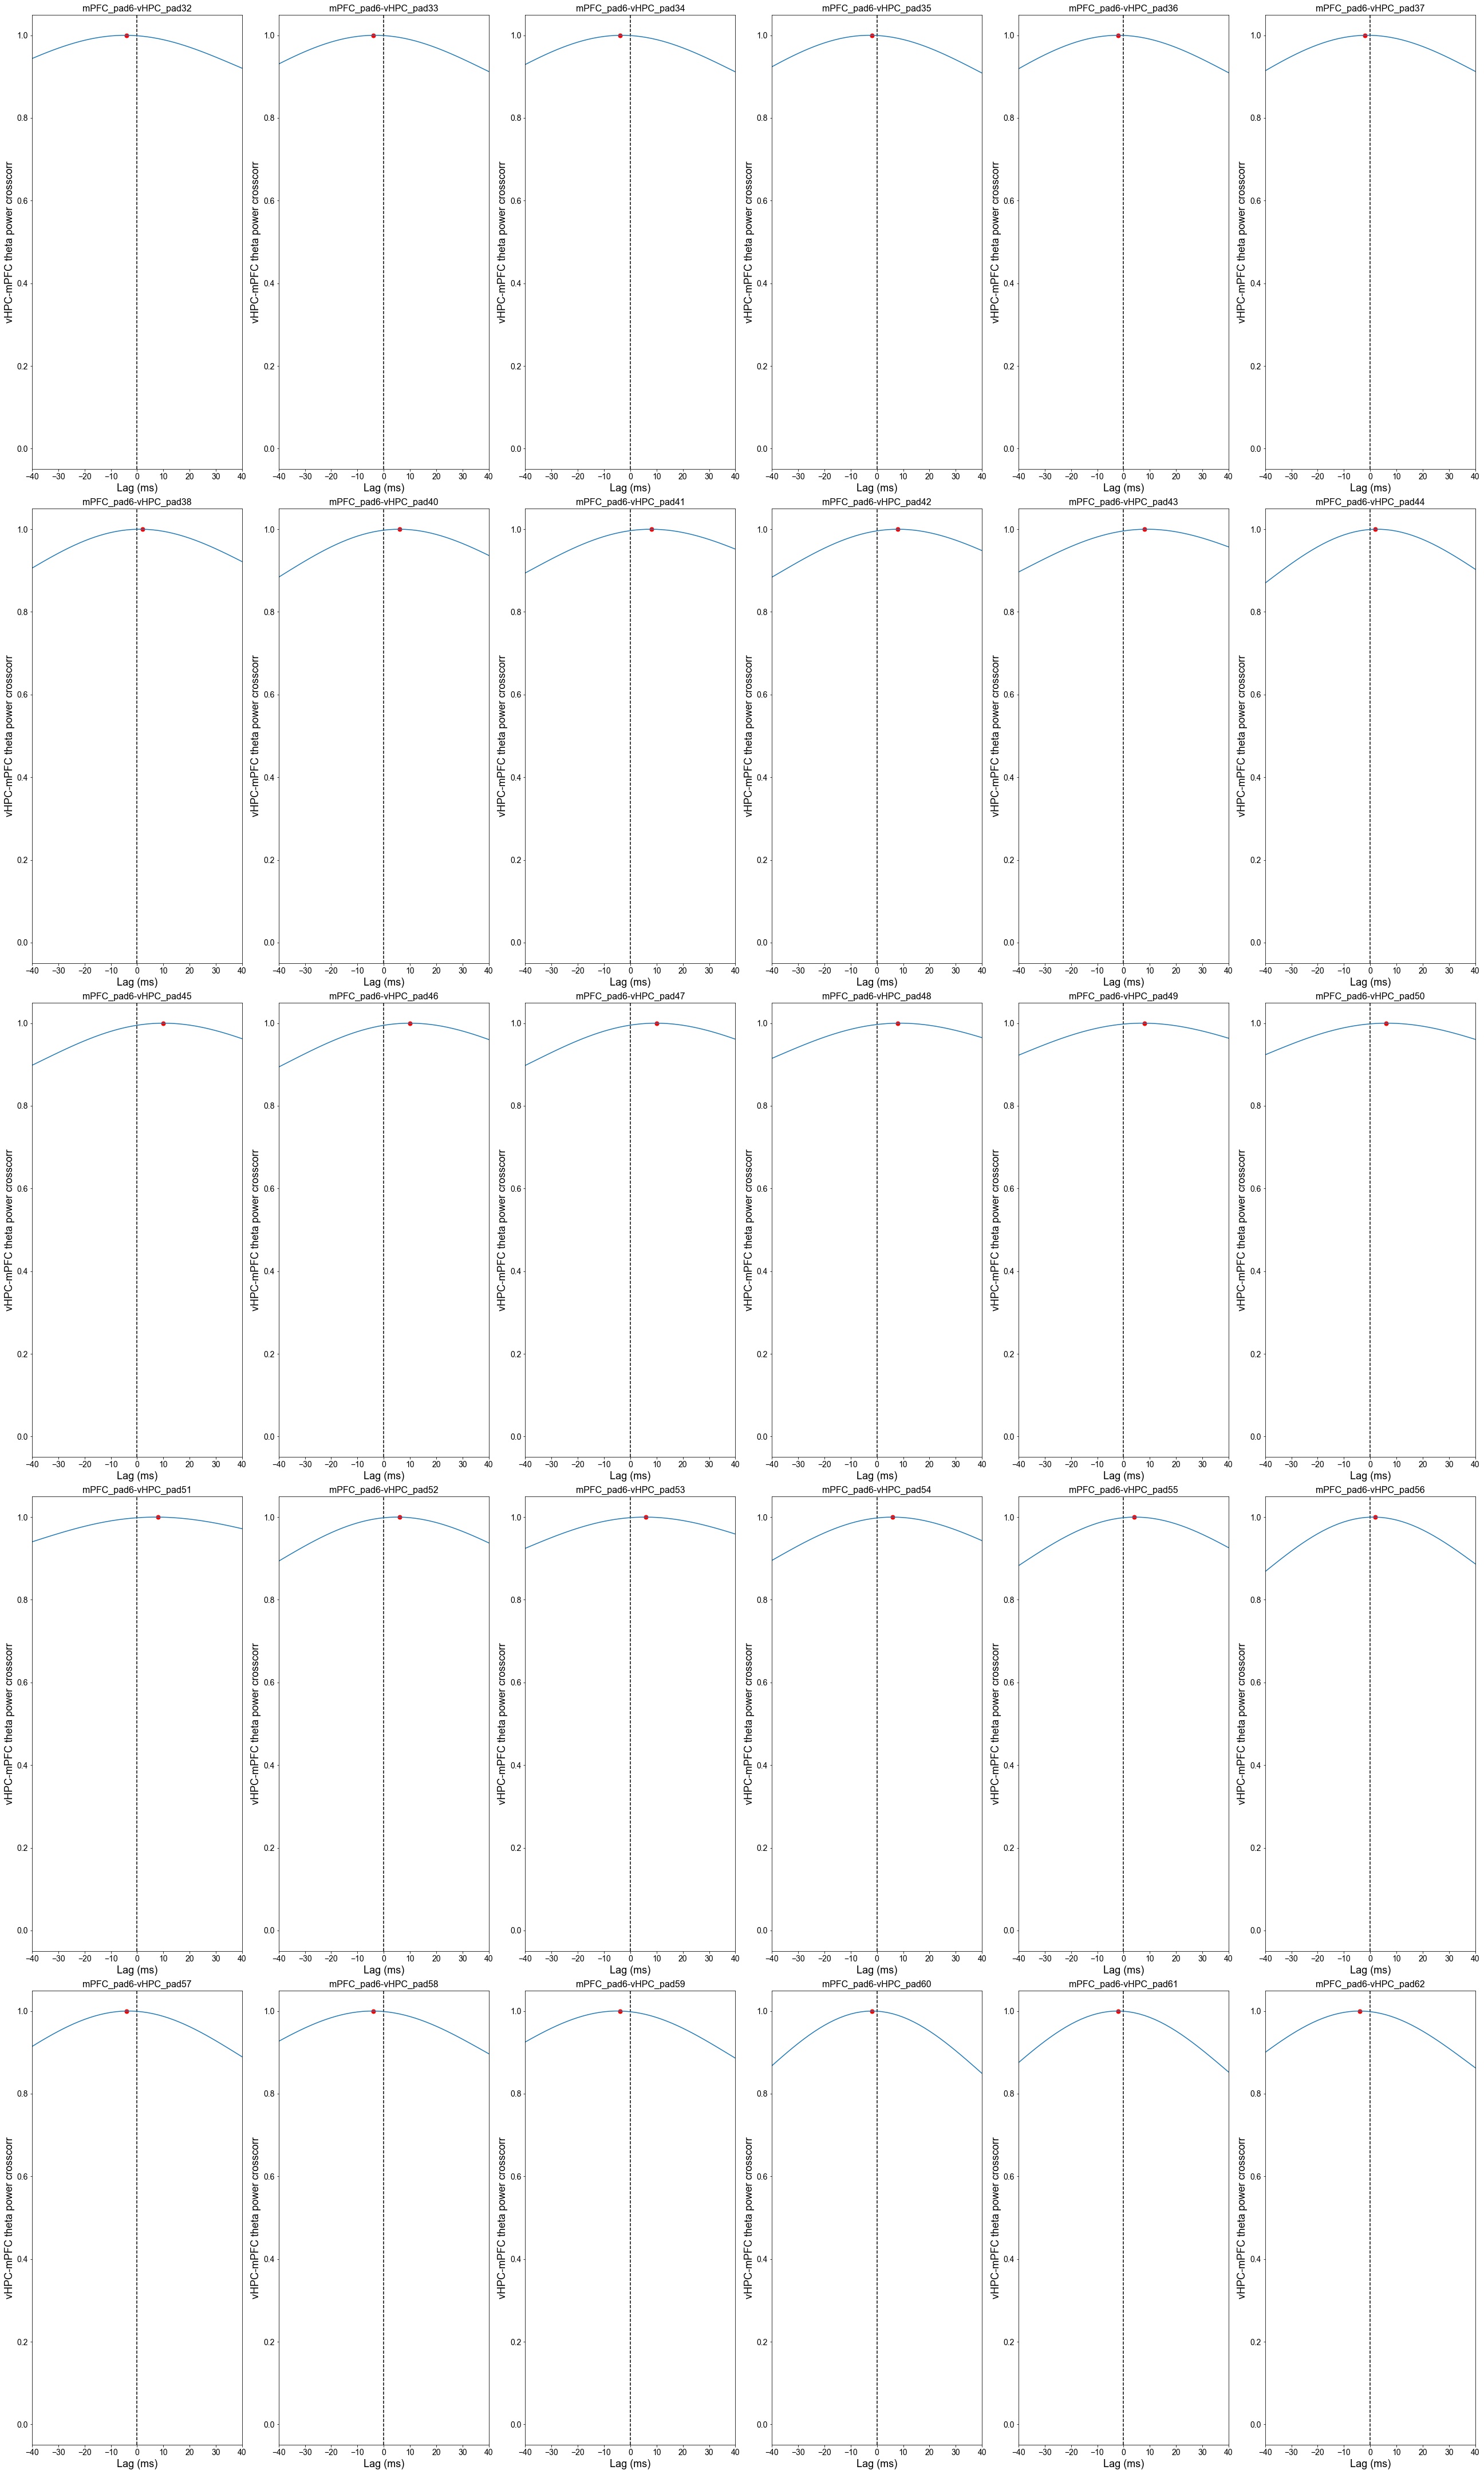 mPFC_pad6-vHPC_pad32 mPFC_pad6-vHPC_pad33 mPFC_pad6-vHPC_pad34 mPFC_pad6-vHPC_pad35 mPFC_pad6-vHPC_pad36 mPFC_pad6-vHPC_pad37
1.0 1.0 1.0 1.0 1.0 1.0
0.8 0.8 0.8 0.8 0.8 0.8
vHPC-mPFC theta power crosscorr vHPC-mPFC theta power crosscorr vHPC-mPFC theta power crosscorr vHPC-mPFC theta power crosscorr vHPC-mPFC theta power crosscorr vHPC-mPFC theta power crosscorr
0.6 0.6 0.6 0.6 0.6 0.6
0.4 0.4 0.4 0.4 0.4 0.4
0.2 0.2 0.2 0.2 0.2 0.2
0.0 0.0 0.0 0.0 0.0 0.0
−40 −30 −20 −10 0 10 20 30 40 −40 −30 −20 −10 0 10 20 30 40 −40 −30 −20 −10 0 10 20 30 40 −40 −30 −20 −10 0 10 20 30 40 −40 −30 −20 −10 0 10 20 30 40 −40 −30 −20 −10 0 10 20 30 40
Lag (ms) Lag (ms) Lag (ms) Lag (ms) Lag (ms) Lag (ms)
mPFC_pad6-vHPC_pad38 mPFC_pad6-vHPC_pad40 mPFC_pad6-vHPC_pad41 mPFC_pad6-vHPC_pad42 mPFC_pad6-vHPC_pad43 mPFC_pad6-vHPC_pad44
1.0 1.0 1.0 1.0 1.0 1.0
0.8 0.8 0.8 0.8 0.8 0.8
vHPC-mPFC theta power crosscorr vHPC-mPFC theta power crosscorr vHPC-mPFC theta power crosscorr vHPC-mPFC theta power crosscorr vHPC-mPFC theta power crosscorr vHPC-mPFC theta power crosscorr
0.6 0.6 0.6 0.6 0.6 0.6
0.4 0.4 0.4 0.4 0.4 0.4
0.2 0.2 0.2 0.2 0.2 0.2
0.0 0.0 0.0 0.0 0.0 0.0
−40 −30 −20 −10 0 10 20 30 40 −40 −30 −20 −10 0 10 20 30 40 −40 −30 −20 −10 0 10 20 30 40 −40 −30 −20 −10 0 10 20 30 40 −40 −30 −20 −10 0 10 20 30 40 −40 −30 −20 −10 0 10 20 30 40
Lag (ms) Lag (ms) Lag (ms) Lag (ms) Lag (ms) Lag (ms)
mPFC_pad6-vHPC_pad45 mPFC_pad6-vHPC_pad46 mPFC_pad6-vHPC_pad47 mPFC_pad6-vHPC_pad48 mPFC_pad6-vHPC_pad49 mPFC_pad6-vHPC_pad50
1.0 1.0 1.0 1.0 1.0 1.0
0.8 0.8 0.8 0.8 0.8 0.8
vHPC-mPFC theta power crosscorr vHPC-mPFC theta power crosscorr vHPC-mPFC theta power crosscorr vHPC-mPFC theta power crosscorr vHPC-mPFC theta power crosscorr vHPC-mPFC theta power crosscorr
0.6 0.6 0.6 0.6 0.6 0.6
0.4 0.4 0.4 0.4 0.4 0.4
0.2 0.2 0.2 0.2 0.2 0.2
0.0 0.0 0.0 0.0 0.0 0.0
−40 −30 −20 −10 0 10 20 30 40 −40 −30 −20 −10 0 10 20 30 40 −40 −30 −20 −10 0 10 20 30 40 −40 −30 −20 −10 0 10 20 30 40 −40 −30 −20 −10 0 10 20 30 40 −40 −30 −20 −10 0 10 20 30 40
Lag (ms) Lag (ms) Lag (ms) Lag (ms) Lag (ms) Lag (ms)
mPFC_pad6-vHPC_pad51 mPFC_pad6-vHPC_pad52 mPFC_pad6-vHPC_pad53 mPFC_pad6-vHPC_pad54 mPFC_pad6-vHPC_pad55 mPFC_pad6-vHPC_pad56
1.0 1.0 1.0 1.0 1.0 1.0
0.8 0.8 0.8 0.8 0.8 0.8
vHPC-mPFC theta power crosscorr vHPC-mPFC theta power crosscorr vHPC-mPFC theta power crosscorr vHPC-mPFC theta power crosscorr vHPC-mPFC theta power crosscorr vHPC-mPFC theta power crosscorr
0.6 0.6 0.6 0.6 0.6 0.6
0.4 0.4 0.4 0.4 0.4 0.4
0.2 0.2 0.2 0.2 0.2 0.2
0.0 0.0 0.0 0.0 0.0 0.0
−40 −30 −20 −10 0 10 20 30 40 −40 −30 −20 −10 0 10 20 30 40 −40 −30 −20 −10 0 10 20 30 40 −40 −30 −20 −10 0 10 20 30 40 −40 −30 −20 −10 0 10 20 30 40 −40 −30 −20 −10 0 10 20 30 40
Lag (ms) Lag (ms) Lag (ms) Lag (ms) Lag (ms) Lag (ms)
mPFC_pad6-vHPC_pad57 mPFC_pad6-vHPC_pad58 mPFC_pad6-vHPC_pad59 mPFC_pad6-vHPC_pad60 mPFC_pad6-vHPC_pad61 mPFC_pad6-vHPC_pad62
1.0 1.0 1.0 1.0 1.0 1.0
0.8 0.8 0.8 0.8 0.8 0.8
vHPC-mPFC theta power crosscorr vHPC-mPFC theta power crosscorr vHPC-mPFC theta power crosscorr vHPC-mPFC theta power crosscorr vHPC-mPFC theta power crosscorr vHPC-mPFC theta power crosscorr
0.6 0.6 0.6 0.6 0.6 0.6
0.4 0.4 0.4 0.4 0.4 0.4
0.2 0.2 0.2 0.2 0.2 0.2
0.0 0.0 0.0 0.0 0.0 0.0
−40 −30 −20 −10 0 10 20 30 40 −40 −30 −20 −10 0 10 20 30 40 −40 −30 −20 −10 0 10 20 30 40 −40 −30 −20 −10 0 10 20 30 40 −40 −30 −20 −10 0 10 20 30 40 −40 −30 −20 −10 0 10 20 30 40
Lag (ms) Lag (ms) Lag (ms) Lag (ms) Lag (ms) Lag (ms)